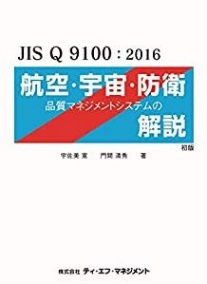 JIS Q 9100：2016
航空・宇宙・防衛
品質マネジメントシステムの
解説
初版
宇佐美 寛　門間 清秀　著
株式会社 ティ・エフ・マネジメント